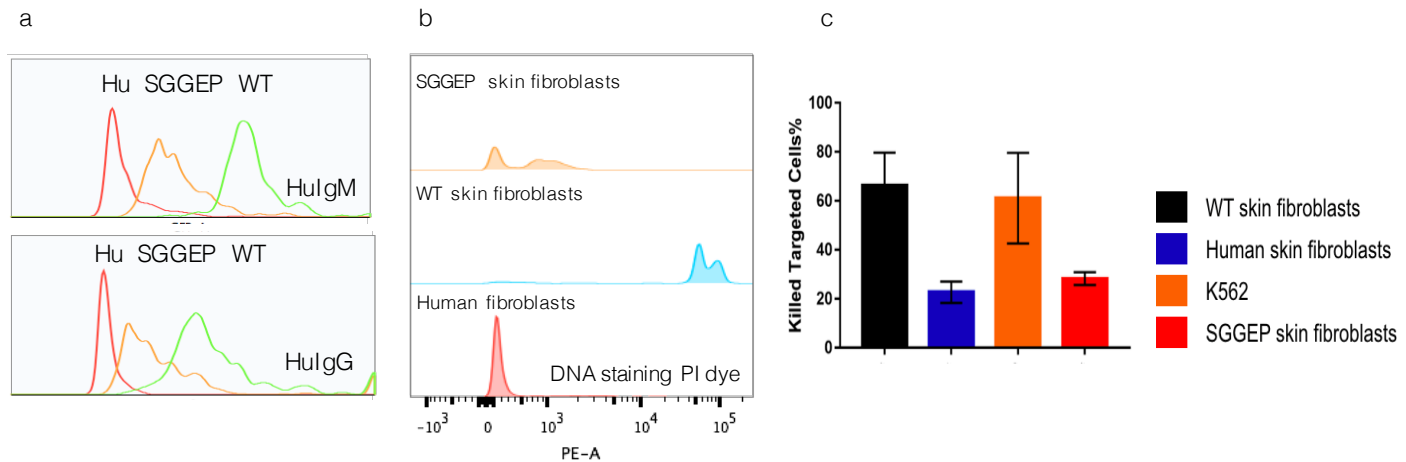 a
Hu SGGEP WT
HuIgM
Hu SGGEP WT
HuIgG
b
SGGEP skin fibroblasts
WT skin fibroblasts
Human fibroblasts
DNA staining PI dye
-10³ 0 10³ 10⁴ 10⁵
PE-A
c
Killed Targeted Cells%
100
80
60
40
20
0
WT skin fibroblasts
Human skin fibroblasts
K562
SGGEP skin fibroblasts